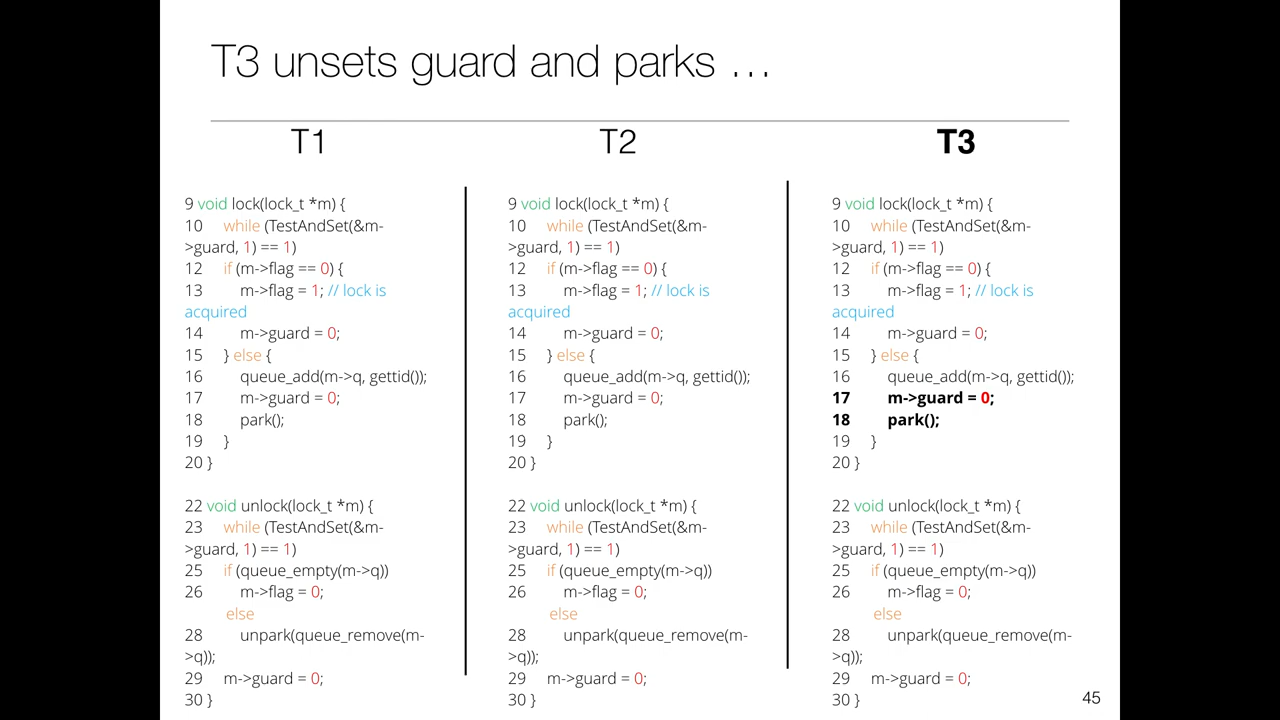 T3 unsets guard and parks ...
T1
9 void lock(lock_t *m) {
10 while (TestAndSet(&m-
>guard, 1) == 1)
12 if (m->flag == 0) {
13 m->flag = 1; // lock is
acquired
14 m->guard = 0;
15 } else {
16 queue_add(m->q, gettid());
17 m->guard = 0;
18 park();
19 }
20 }
22 void unlock(lock_t *m) {
23 while (TestAndSet(&m-
>guard, 1) == 1)
25 if (queue_empty(m->q))
26 m->flag = 0;
else
28 unpark(queue_remove(m-
>q));
29 m->guard = 0;
30 }
T2
9 void lock(lock_t *m) {
10 while (TestAndSet(&m-
>guard, 1) == 1)
12 if (m->flag == 0) {
13 m->flag = 1; // lock is
acquired
14 m->guard = 0;
15 } else {
16 queue_add(m->q, gettid());
17 m->guard = 0;
18 park();
19 }
20 }
22 void unlock(lock_t *m) {
23 while (TestAndSet(&m-
>guard, 1) == 1)
25 if (queue_empty(m->q))
26 m->flag = 0;
else
28 unpark(queue_remove(m-
>q));
29 m->guard = 0;
30 }
T3
9 void lock(lock_t *m) {
10 while (TestAndSet(&m-
>guard, 1) == 1)
12 if (m->flag == 0) {
13 m->flag = 1; // lock is
acquired
14 m->guard = 0;
15 } else {
16 queue_add(m->q, gettid());
17 m->guard = 0;
18 park();
19 }
20 }
22 void unlock(lock_t *m) {
23 while (TestAndSet(&m-
>guard, 1) == 1)
25 if (queue_empty(m->q))
26 m->flag = 0;
else
28 unpark(queue_remove(m-
>q));
29 m->guard = 0;
30 }
45